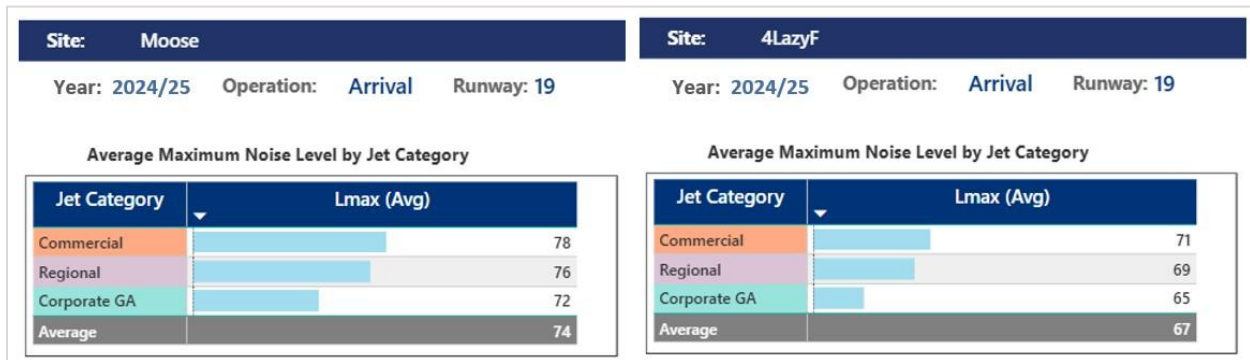 Site: Moose
Year: 2024/25 Operation: Arrival Runway: 19
Average Maximum Noise Level by Jet Category
Jet Category Lmax (Avg)
Commercial 78
Regional 76
Corporate GA 72
Average 74
Site: 4LazyF
Year: 2024/25 Operation: Arrival Runway: 19
Average Maximum Noise Level by Jet Category
Jet Category Lmax (Avg)
Commercial 71
Regional 69
Corporate GA 65
Average 67